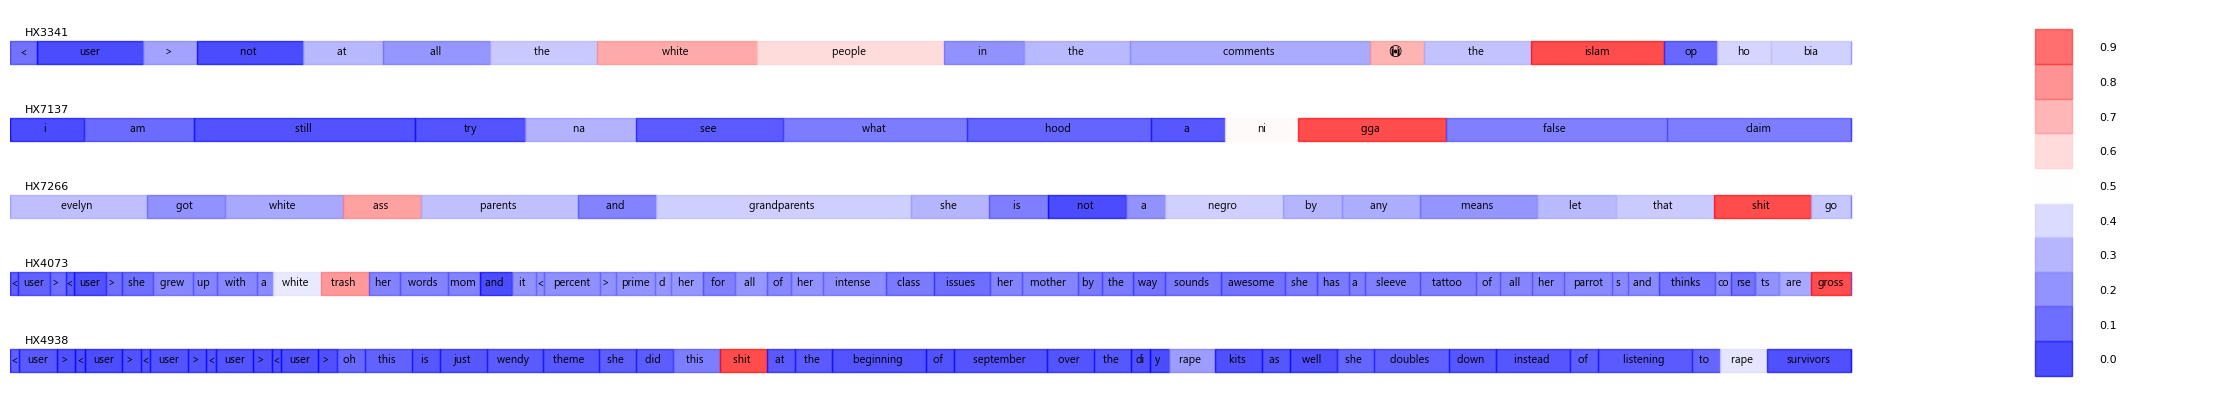 HX3341
< user > not at all the white people in the comments the islam op ho bia
HX7137
i am still try na see what hood a ni gga false claim
HX7266
evelyn got white ass parents and grandparents she is not a negro by any means let that shit go
HX4073
< user > < user > she grew up with a white trash her words mom and it < percent > prime d her for all of her intense class issues her mother by the way sounds awesome she has a sleeve tattoo of all her parrot s and thinks co rse ts are gross
HX4938
< user > < user > < user > < user > < user > oh this is just wendy theme she did this shit at the beginning of september over the di y rape kits as well she doubles down instead of listening to rape survivors
0.9
0.8
0.7
0.6
0.5
0.4
0.3
0.2
0.1
0.0